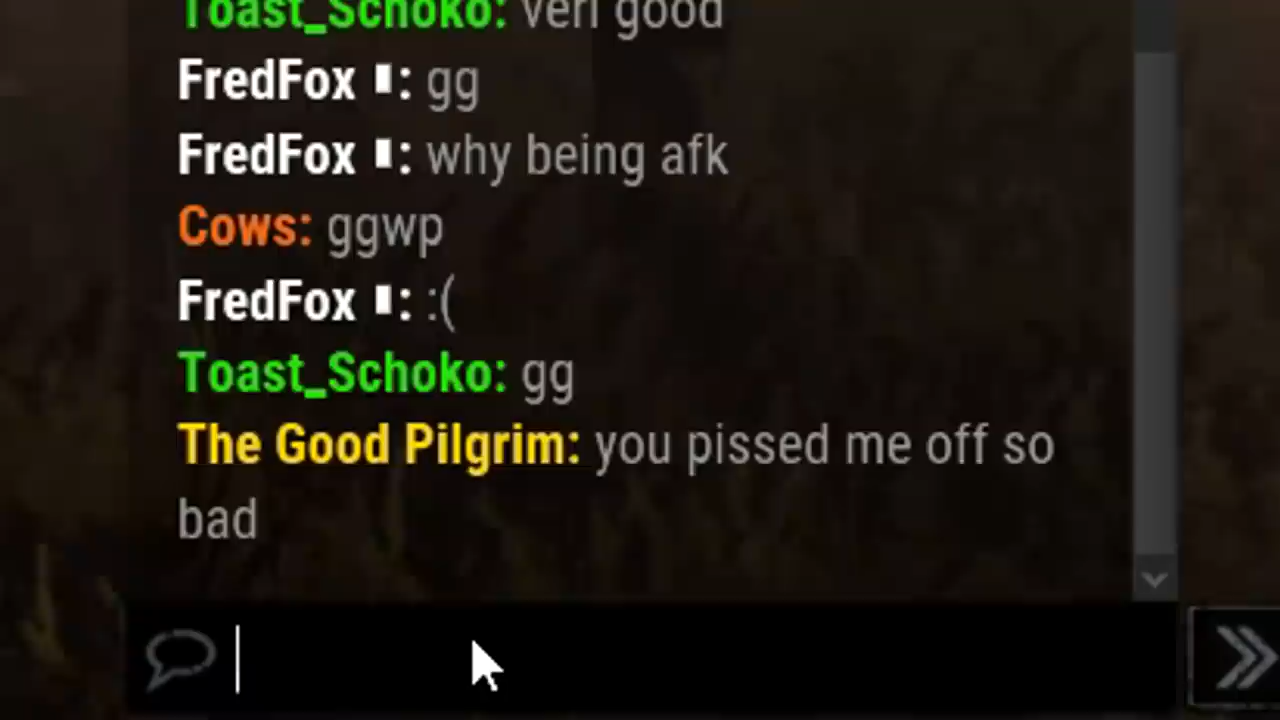 Toast_Schoko: veri good
FredFox: gg
FredFox: why being afk
Cows: ggwp
FredFox: :(
Toast_Schoko: gg
The Good Pilgrim: you pissed me off so
bad